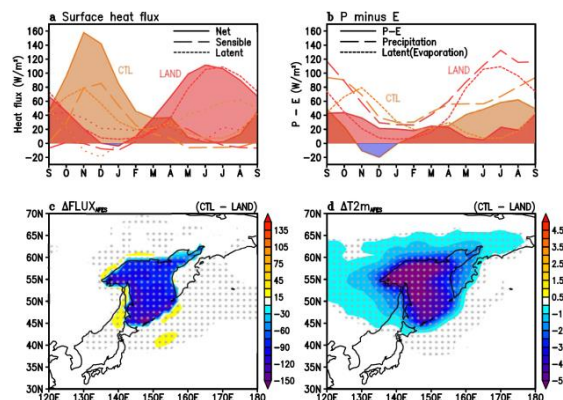 a Surface heat flux
Net
Sensible
Latent
CTL
LAND
Heat flux (W/m²)
160
140
120
100
80
60
40
20
0
−20
S O N D J F M A M J J A S
b P minus E
P−E
Precipitation
Latent(Evaporation)
LAND
CTL
P − E (W/m²)
160
140
120
100
80
60
40
20
0
−20
S O N D J F M A M J J A S
c ΔFLUX_AFES (CTL − LAND)
70N
65N
60N
55N
50N
45N
40N
35N
30N
120E 130E 140E 150E 160E 170E 180
135
105
75
45
15
−30
−60
−90
−120
−150
d ΔT2m_AFES (CTL − LAND)
70N
65N
60N
55N
50N
45N
40N
35N
30N
120E 130E 140E 150E 160E 170E 180
4.5
3.5
2.5
1.5
0.5
−1
−2
−3
−4
−5